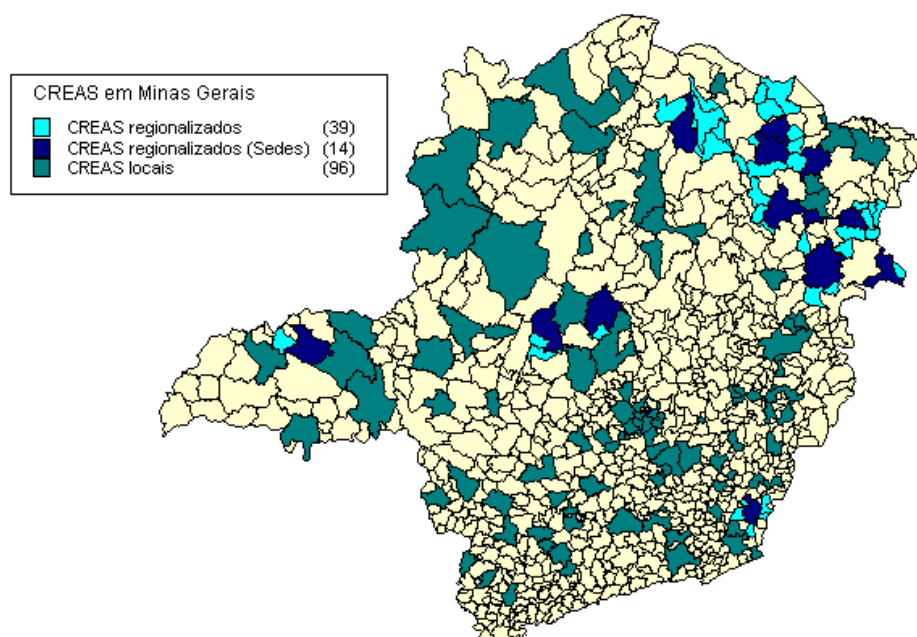 CREAS em Minas Gerais
CREAS regionalizados (39)
CREAS regionalizados (Sedes) (14)
CREAS locais (96)